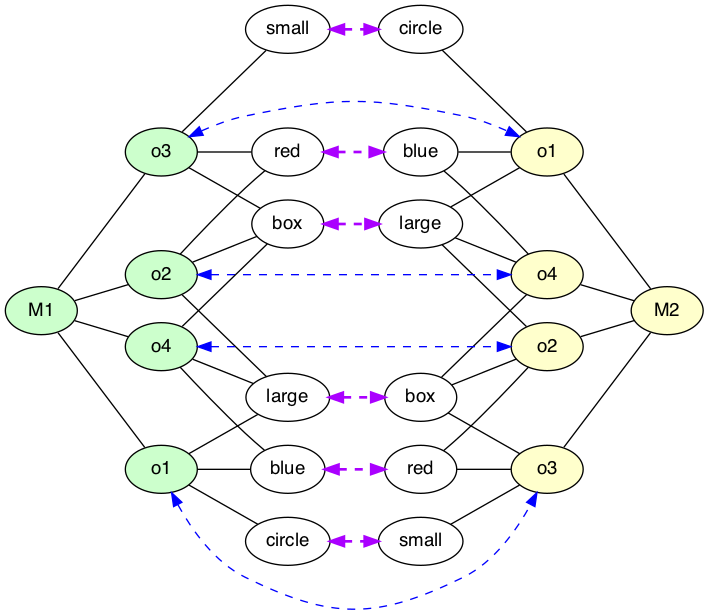 small circle
o3 red blue o1
box large
o2 o4
M1 M2
o4 o2
large box
o1 blue red o3
circle small